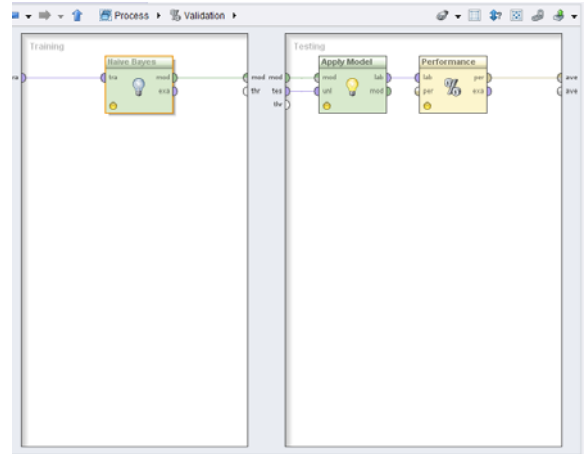 Process Validation
Training
Testing
Naive Bayes
Apply Model
Performance
tra mod
exa
mod mod
thr tes
thr
mod lab
unl mod
lab per
per exa
ave
ave